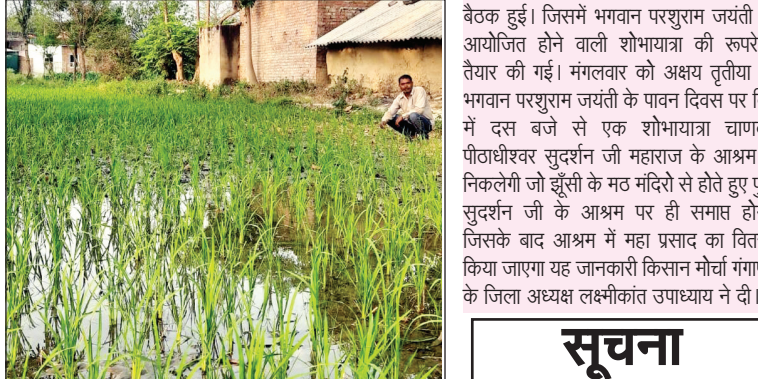 बैठक हुई। जिसमें भगवान परशुराम जयंती
आयोजित होने वाली शोभायात्रा की
तैयार की गई। मंगलवार को अक्षय तृतीया
भगवान परशुराम जयंती के पावन दिवस पर
में दस बजे से एक शोभायात्रा
पीठाधीश्वर सुदर्शन जी महाराज के आश्रम
निकलेगी जो झूँसी के मठ मंदिरो से होते हुए
सुदर्शन जी के आश्रम पर ही समाप्त
जिसके बाद आश्रम में महा प्रसाद का
किया जाएगा यह जानकारी किसान मोर्चा
के जिला अध्यक्ष लक्ष्मीकांत उपाध्याय ने दी।
सूचना